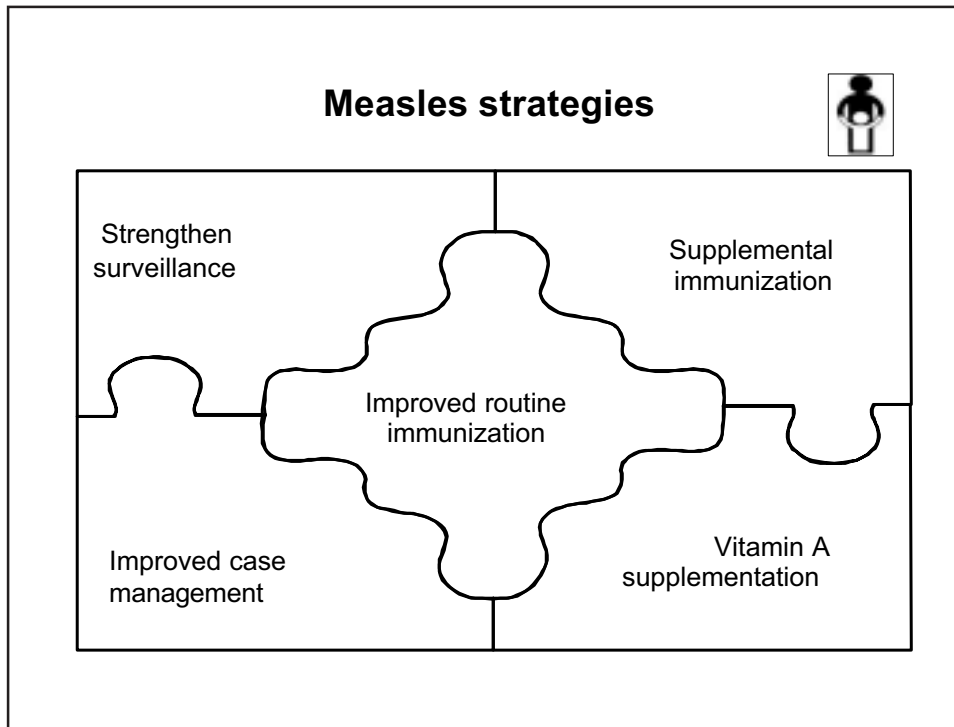 Measles strategies
Strengthen
surveillance
Supplemental
immunization
Improved routine
immunization
Improved case
management
Vitamin A
supplementation